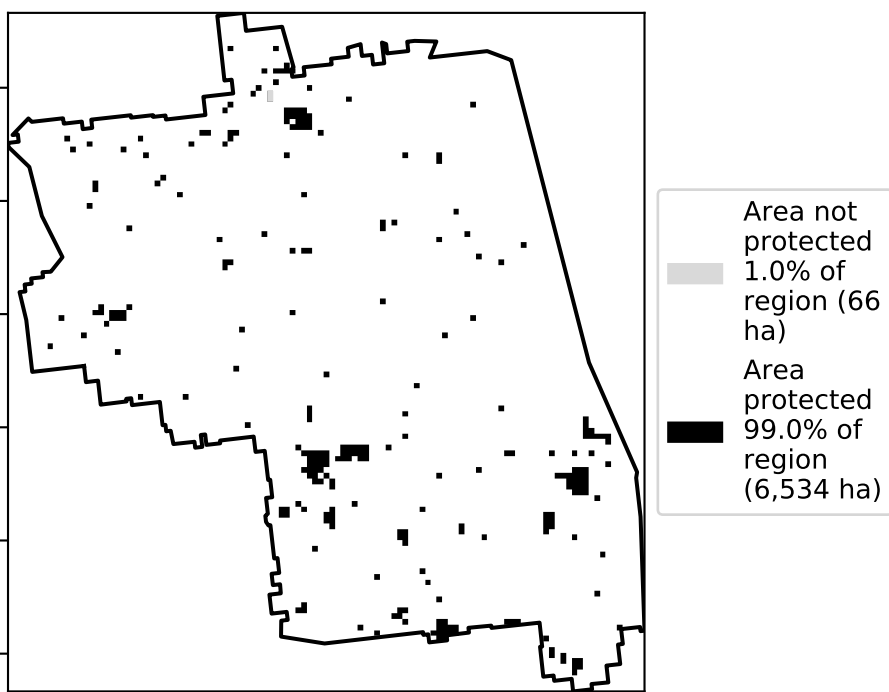 Area not
protected
1.0% of
region (66
ha)
Area
protected
99.0% of
region
(6,534 ha)